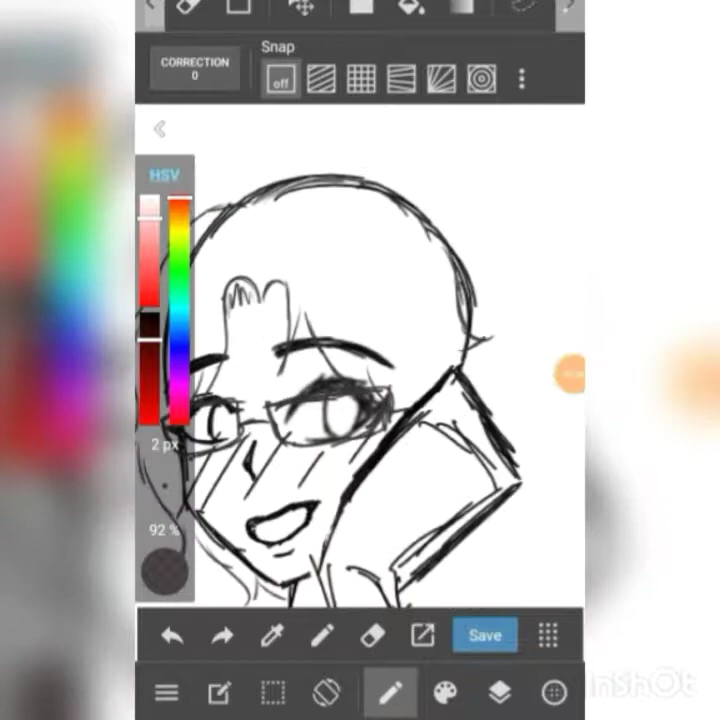 Snap
CORRECTION
0
off
HSV
2 px
92 %
Save
InShOt